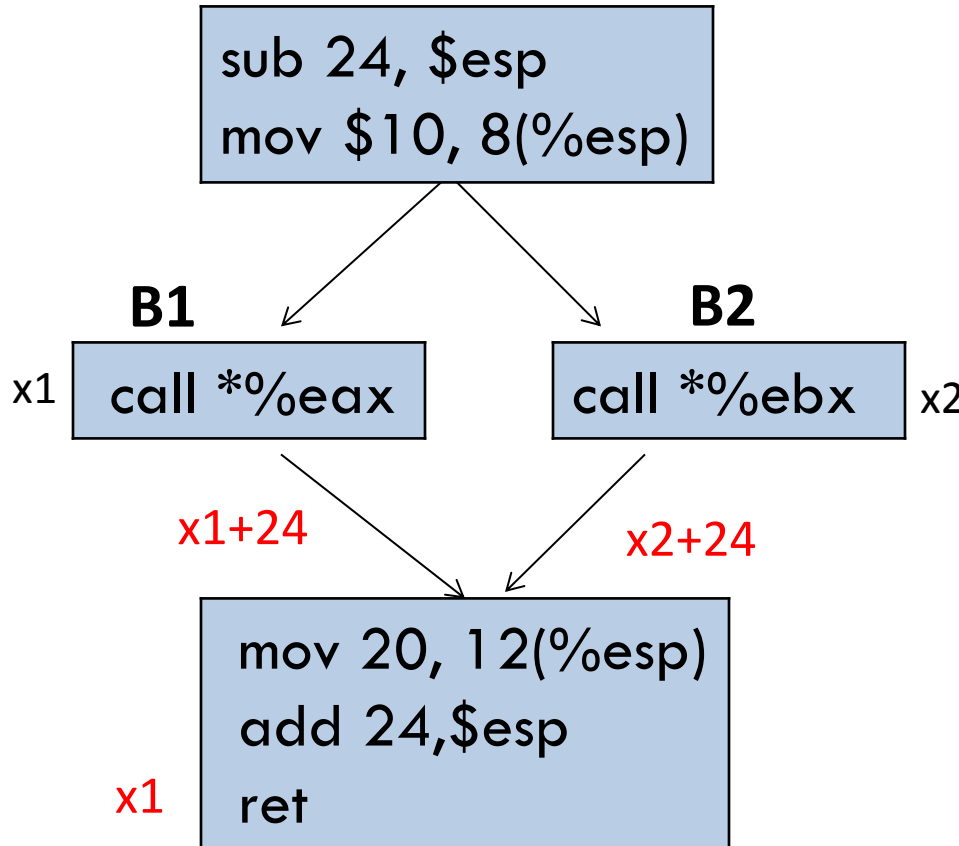 sub 24, $esp
mov $10, 8(%esp)
B1
B2
x1
call *%eax
call *%ebx
x2
x1+24
x2+24
mov 20, 12(%esp)
add 24,$esp
x1
ret